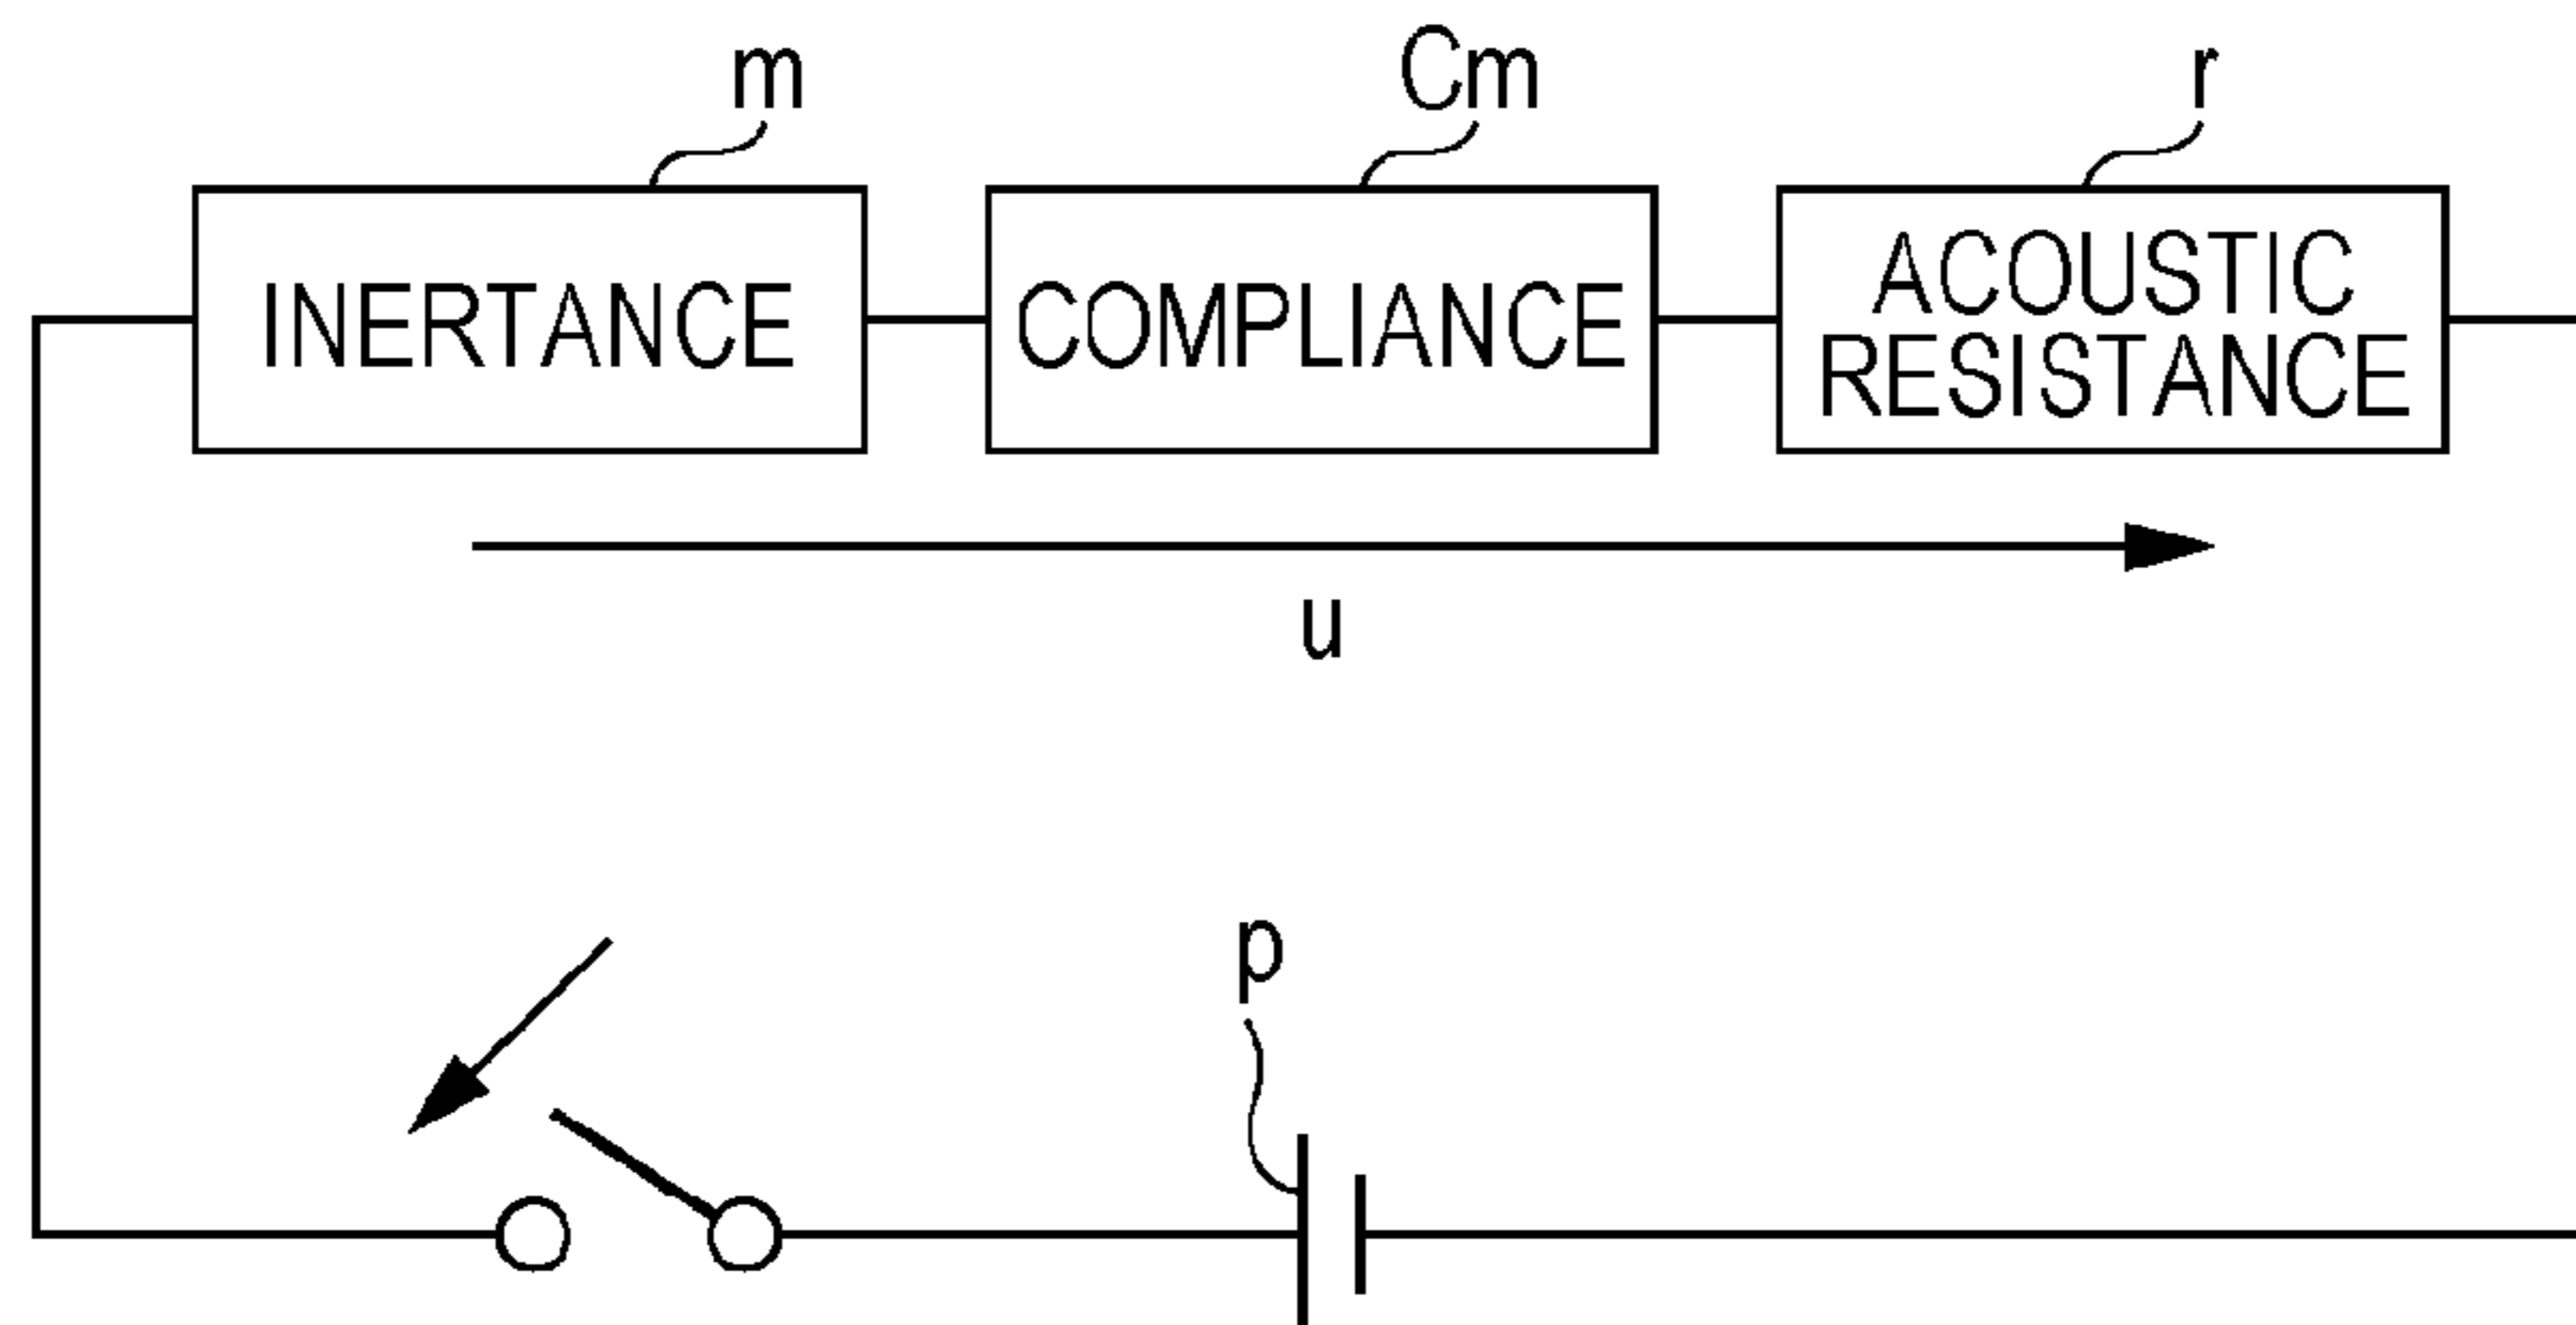 m
Cm
r
INERTANCE
COMPLIANCE
ACOUSTIC
RESISTANCE
u
p